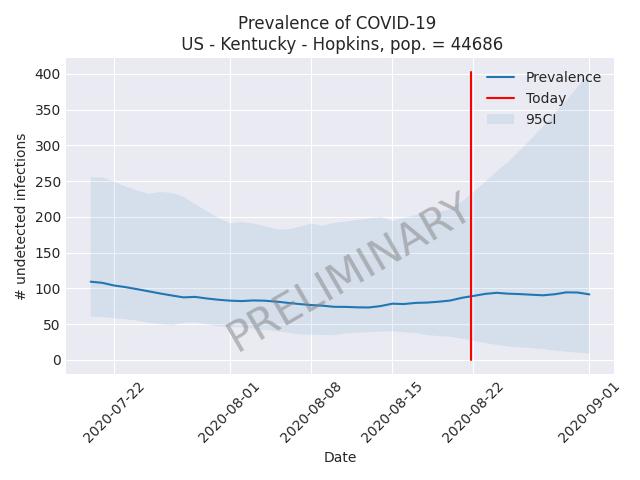 Prevalence of COVID-19
US - Kentucky - Hopkins, pop. = 44686
# undetected infections
400
350
300
250
200
150
100
50
0
Prevalence
Today
95CI
PRELIMINARY
2020-07-22
2020-08-01
2020-08-08
2020-08-15
2020-08-22
2020-09-01
Date